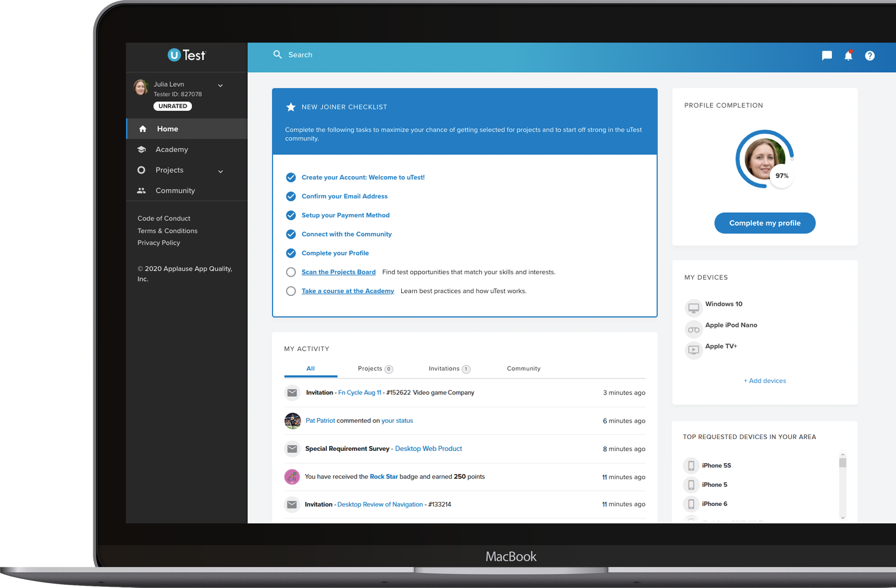 uTest
Search
Julia Levn
Tester ID: 827078
UNRATED
Home
Academy
Projects
Community
Code of Conduct
Terms & Conditions
Privacy Policy
© 2020 Applause App Quality,
Inc.
NEW JOINER CHECKLIST
Complete the following tasks to maximize your chance of getting selected for projects and to start off strong in the uTest
community.
Create your Account: Welcome to uTest!
Confirm your Email Address
Setup your Payment Method
Connect with the Community
Complete your Profile
Scan the Projects Board Find test opportunities that match your skills and interests.
Take a course at the Academy Learn best practices and how uTest works.
MY ACTIVITY
All Projects 0 Invitations 1 Community
Invitation - Fn Cycle Aug 11 - #152622 Video game Company 3 minutes ago
Pat Patriot commented on your status 6 minutes ago
Special Requirement Survey - Desktop Web Product 8 minutes ago
You have received the Rock Star badge and earned 250 points 11 minutes ago
Invitation - Desktop Review of Navigation - #133214 11 minutes ago
PROFILE COMPLETION
97%
Complete my profile
MY DEVICES
Windows 10
Apple iPod Nano
Apple TV+
+ Add devices
TOP REQUESTED DEVICES IN YOUR AREA
iPhone 5S
iPhone 5
iPhone 6
MacBook